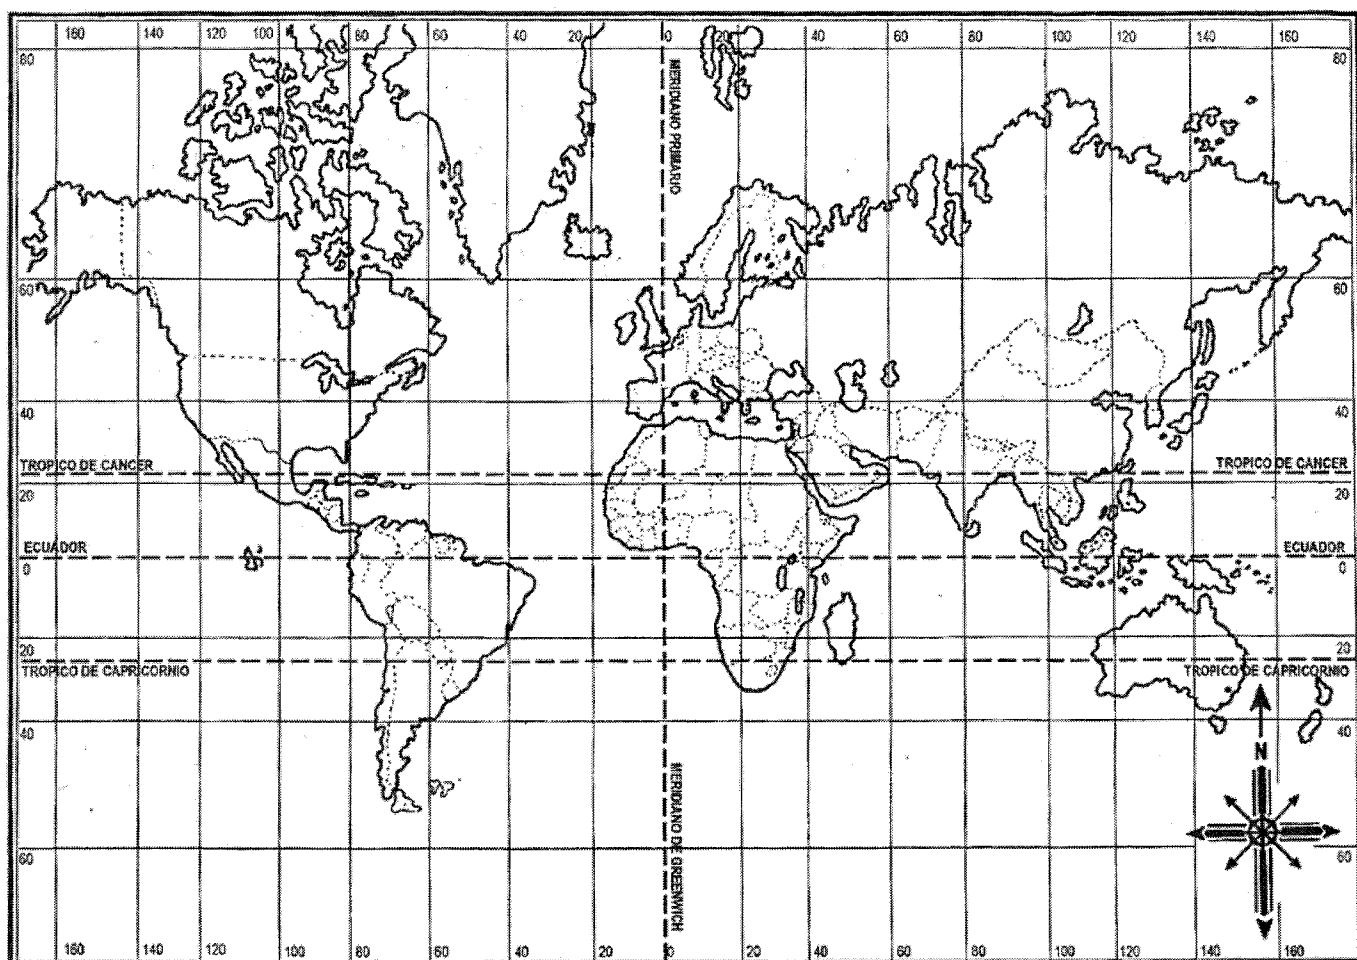 160 140 120 100 80 60 40 20 0 20 40 60 80 100 120 140 160
80 80
MERIDIANO PRIMARIO
60 60
40 40
TROPICO DE CANCER TROPICO DE CANCER
20 20
ECUADOR ECUADOR
0 0
20 20
TROPICO DE CAPRICORNIO TROPICO DE CAPRICORNIO
40 40
N
MERIDIANO DE GREENWICH
60 60
160 140 120 100 80 60 40 20 0 20 40 60 80 100 120 140 160